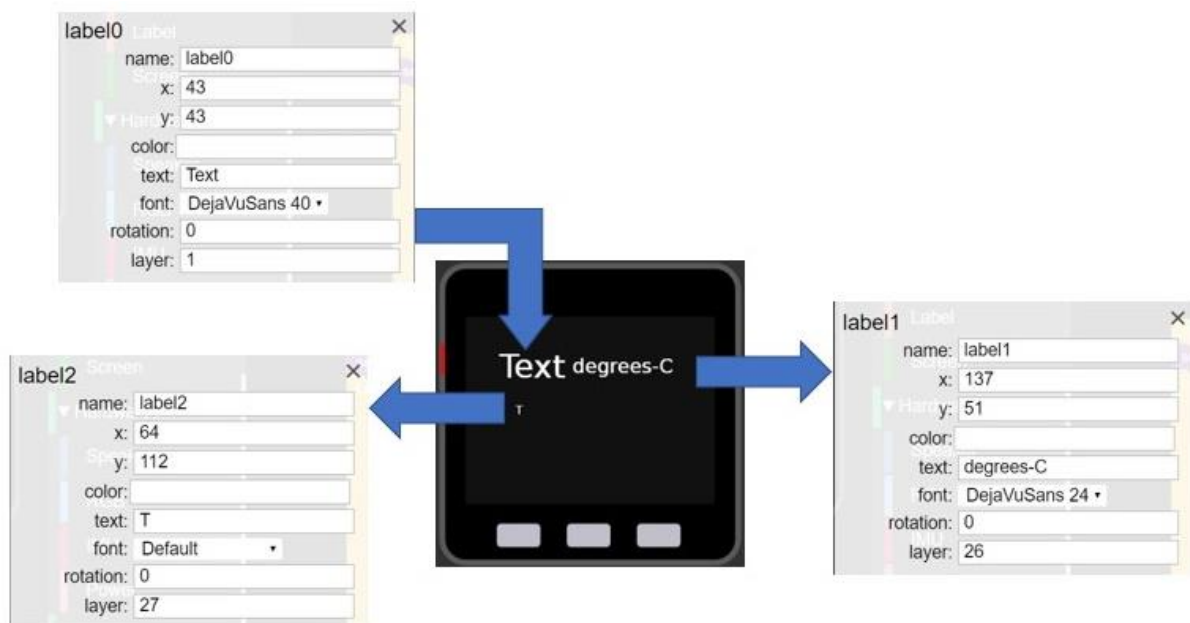 label0
name: label0
x: 43
y: 43
color:
text: Text
font: DejaVuSans 40
rotation: 0
layer: 1
Text degrees-C
T
label1
name: label1
x: 137
y: 51
color:
text: degrees-C
font: DejaVuSans 24
rotation: 0
layer: 26
label2
name: label2
x: 64
y: 112
color:
text: T
font: Default
rotation: 0
layer: 27